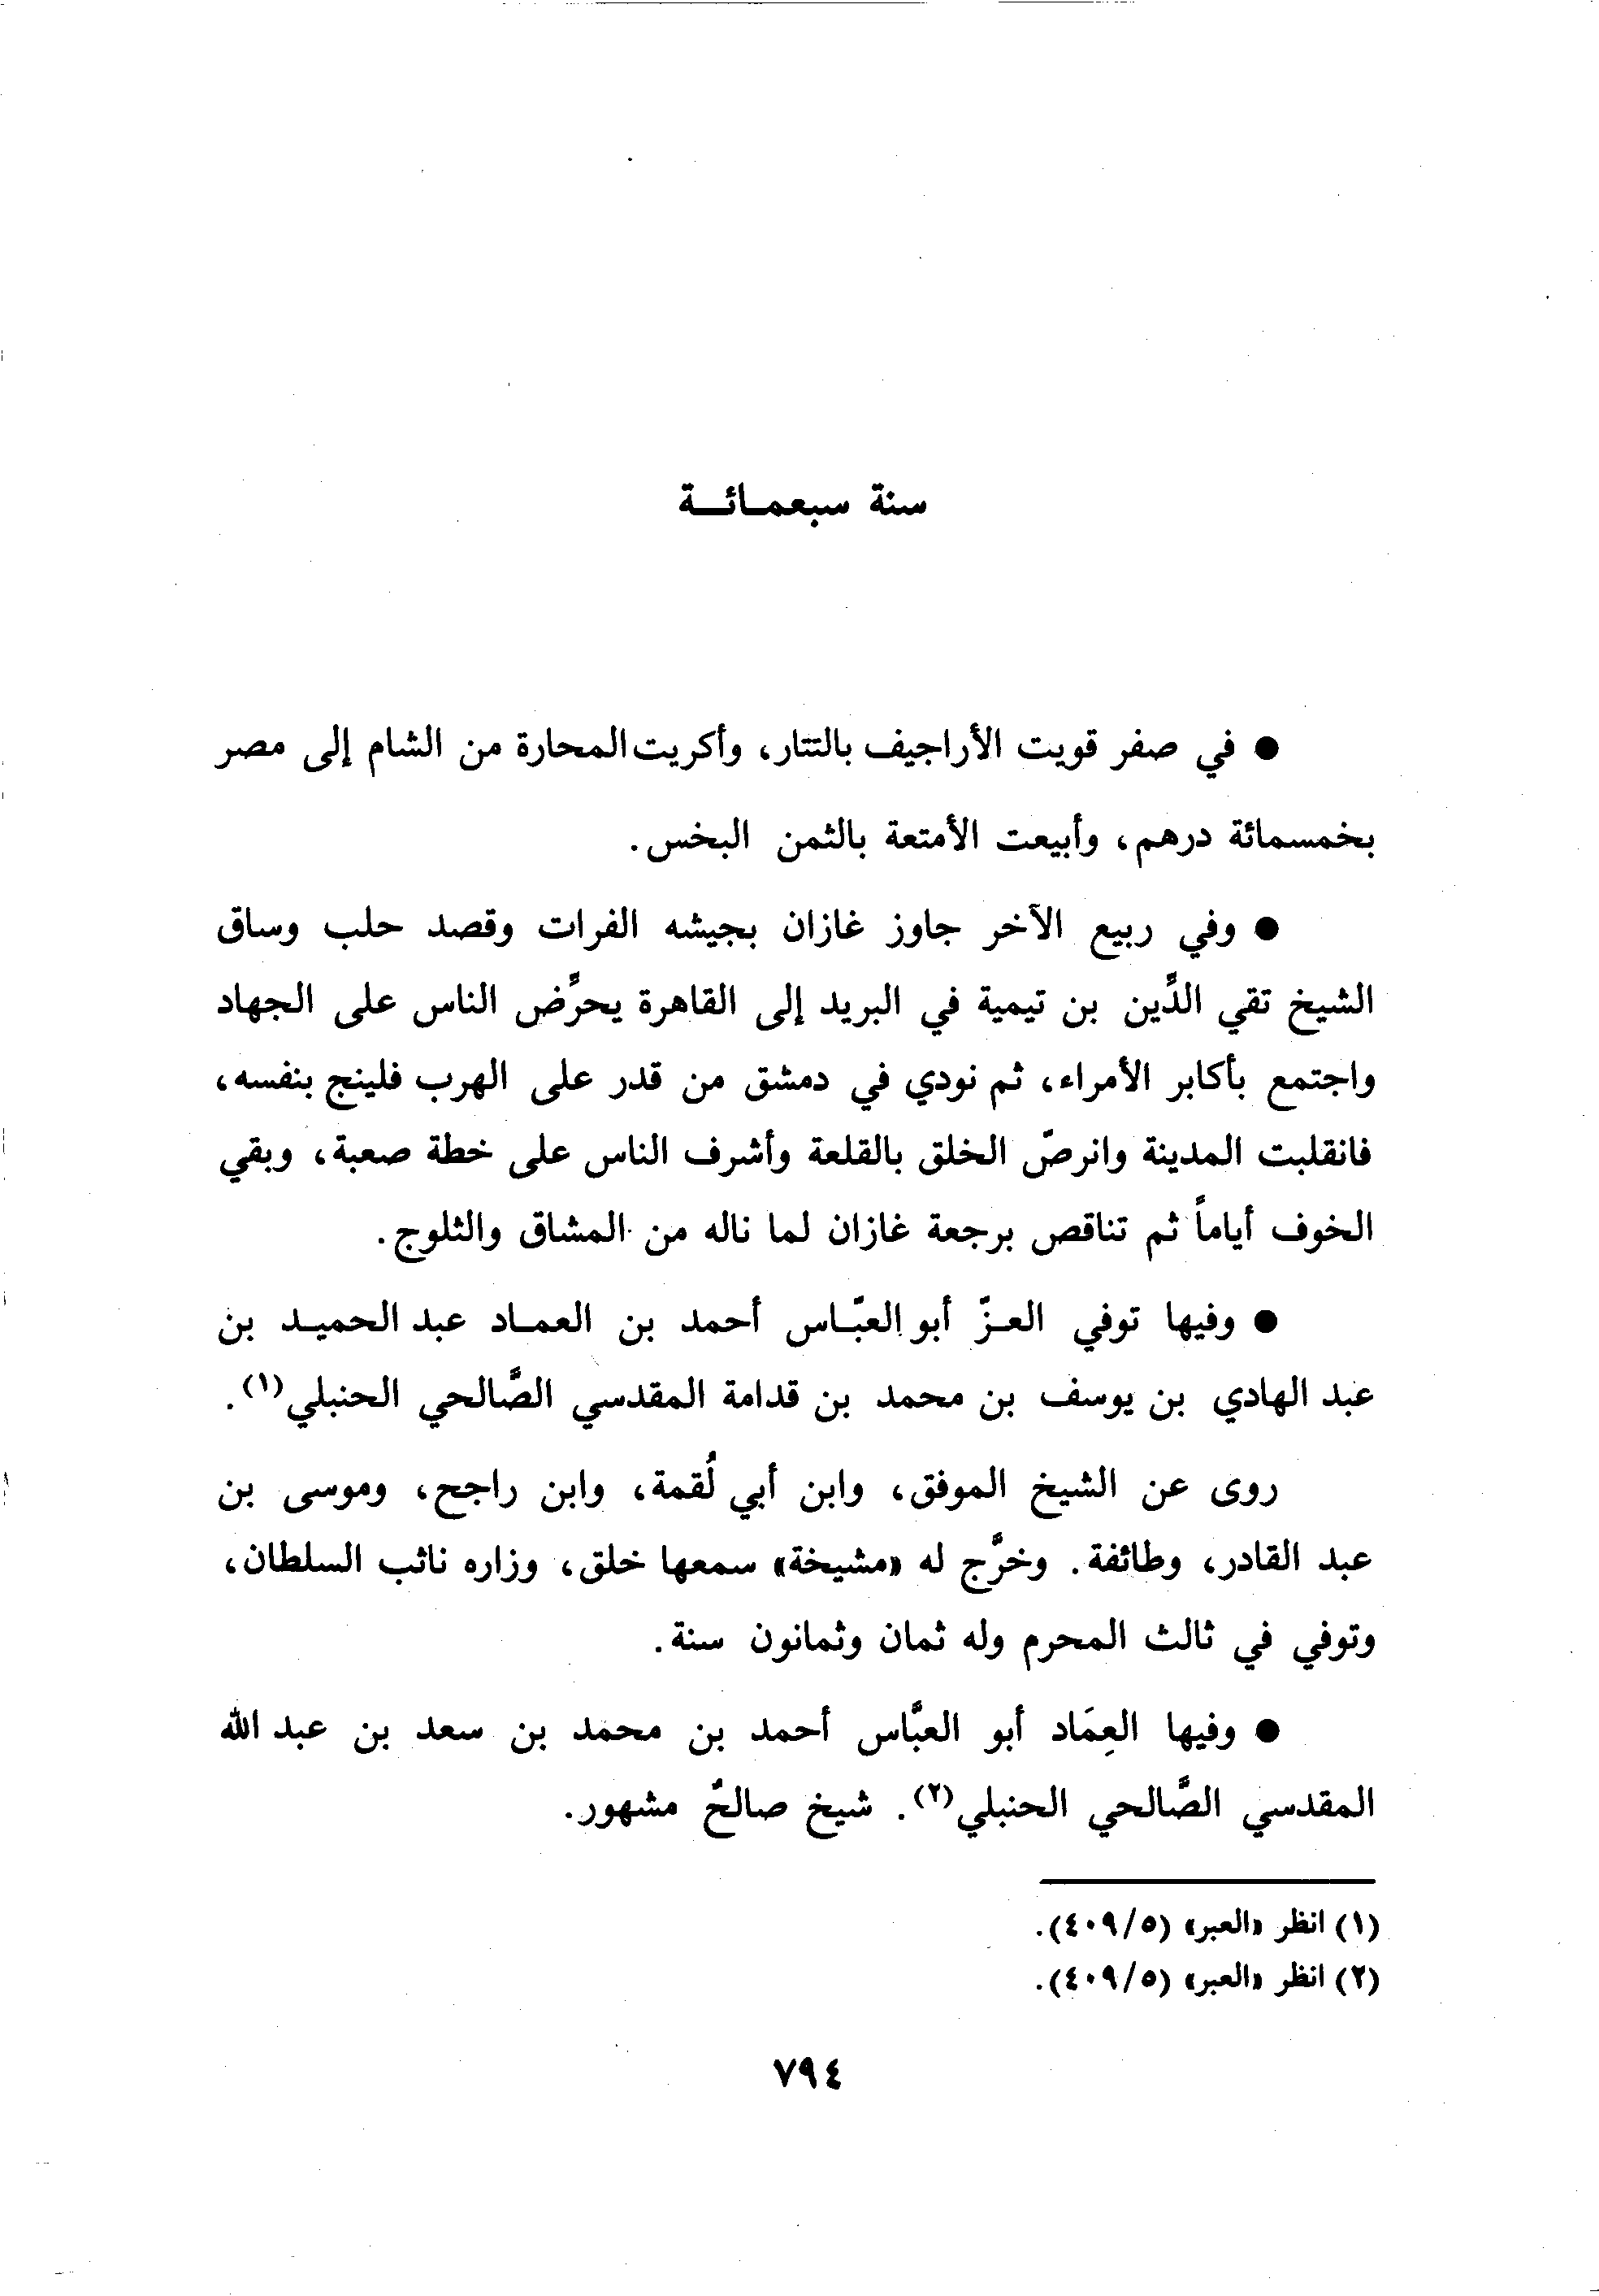 سنة سبعمـائـــة
● في صفر قويت الأراجيف بالتتار، وأكريت المحارة من الشام إلى مصر
بخمسمائة درهم، وأبيعت الأمتعة بالثمن البخس.
● وفي ربيع الآخر جاوز غازان بجيشه الفرات وقصد حلب وساق
الشيخ تقي الدِّين بن تيمية في البريد إلى القاهرة يحرِّض الناس على الجهاد
واجتمع بأكابر الأمراء، ثم نودي في دمشق من قدر على الهرب فلينج بنفسه،
فانقلبت المدينة وانرصّ الخلق بالقلعة وأشرف الناس على خطة صعبة، وبقي
الخوف أياماً ثم تناقص برجعة غازان لما ناله من المشاق والثلوج.
● وفيها توفي العـزّ أبو العبّـاس أحمد بن العمـاد عبد الحميـد بن
عبد الهادي بن يوسف بن محمد بن قدامة المقدسي الصَّالحي الحنبلي(١).
روى عن الشيخ الموفق، وابن أبي لُقمة، وابن راجح، وموسى بن
عبد القادر، وطائفة. وخرَّج له «مشيخة» سمعها خلق، وزاره نائب السلطان،
وتوفي في ثالث المحرم وله ثمان وثمانون سنة.
● وفيها العِمَاد أبو العبَّاس أحمد بن محمد بن سعد بن عبد الله
المقدسي الصَّالحي الحنبلي(٢). شيخ صالحٌ مشهور.
(١) انظر «العبر» (٤٠٩/٥).
(٢) انظر «العبر» (٤٠٩/٥).
٧٩٤